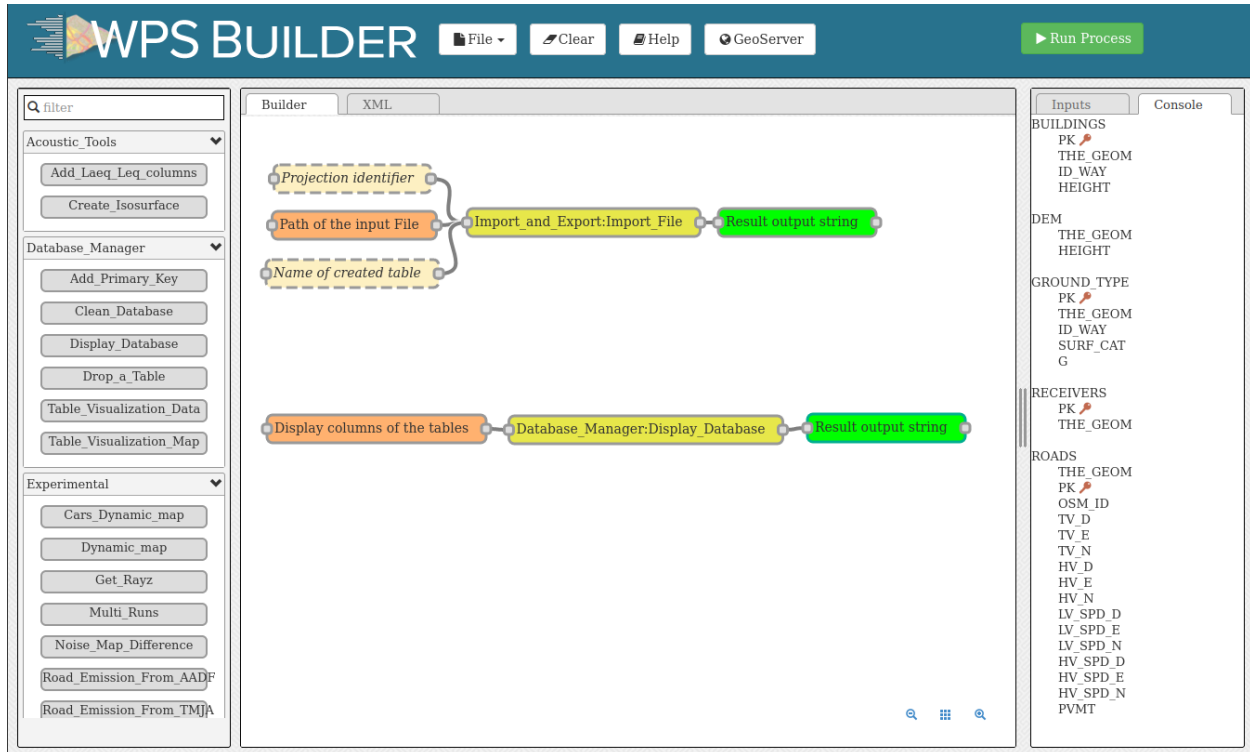 WPS BUILDER
File
Clear
Help
GeoServer
Run Process
filter
Acoustic_Tools
Add_Laeq_Leq_columns
Create_Isosurface
Database_Manager
Add_Primary_Key
Clean_Database
Display_Database
Drop_a_Table
Table_Visualization_Data
Table_Visualization_Map
Experimental
Cars_Dynamic_map
Dynamic_map
Get_Rayz
Multi_Runs
Noise_Map_Difference
Road_Emission_From_AADF
Road_Emission_From_TMJA
Builder
XML
Projection identifier
Path of the input File
Name of created table
Import_and_Export:Import_File
Result output string
Display columns of the tables
Database_Manager:Display_Database
Result output string
Inputs
Console
BUILDINGS
PK
THE_GEOM
ID_WAY
HEIGHT
DEM
THE_GEOM
HEIGHT
GROUND_TYPE
PK
THE_GEOM
ID_WAY
SURF_CAT
G
RECEIVERS
PK
THE_GEOM
ROADS
THE_GEOM
PK
OSM_ID
TV_D
TV_E
TV_N
HV_D
HV_E
HV_N
LV_SPD_D
LV_SPD_E
LV_SPD_N
HV_SPD_D
HV_SPD_E
HV_SPD_N
PVMT